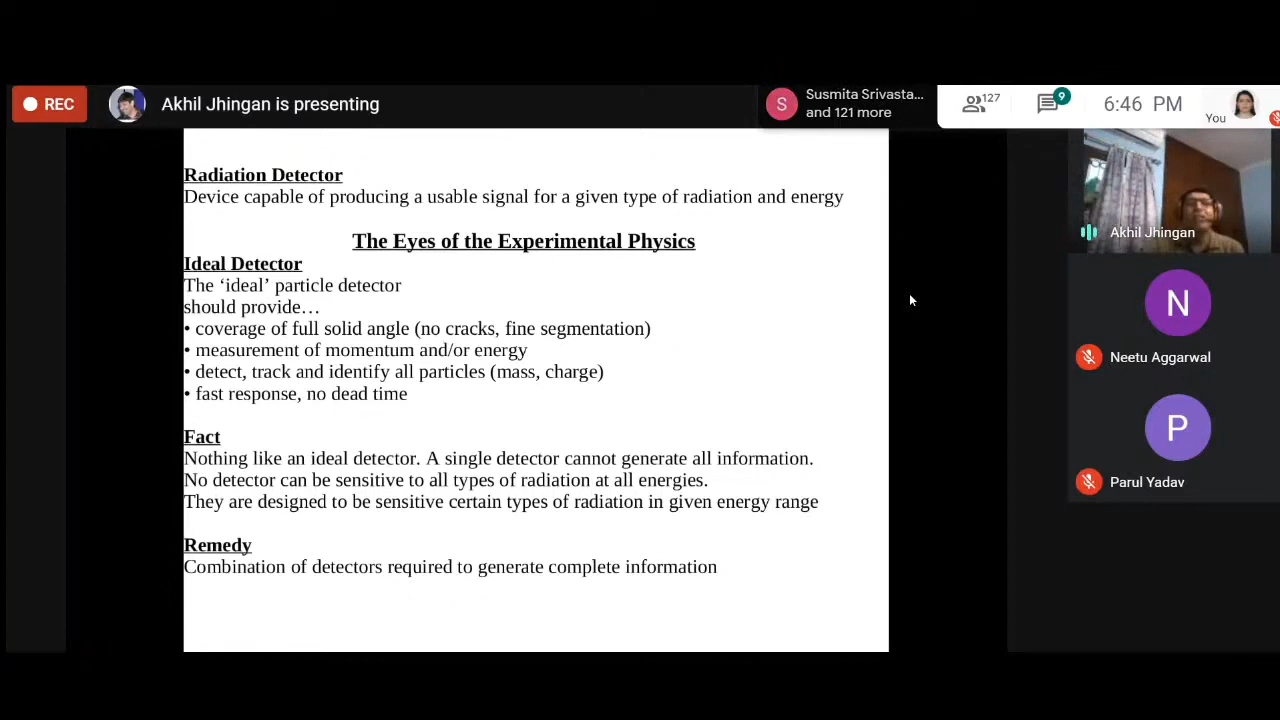 REC
Akhil Jhingan is presenting
S
Susmita Srivasta...
and 121 more
127
9
6:46 PM
You
Radiation Detector
Device capable of producing a usable signal for a given type of radiation and energy
The Eyes of the Experimental Physics
Ideal Detector
The ‘ideal’ particle detector
should provide…
• coverage of full solid angle (no cracks, fine segmentation)
• measurement of momentum and/or energy
• detect, track and identify all particles (mass, charge)
• fast response, no dead time
Fact
Nothing like an ideal detector. A single detector cannot generate all information.
No detector can be sensitive to all types of radiation at all energies.
They are designed to be sensitive certain types of radiation in given energy range
Remedy
Combination of detectors required to generate complete information
Akhil Jhingan
N
Neetu Aggarwal
P
Parul Yadav